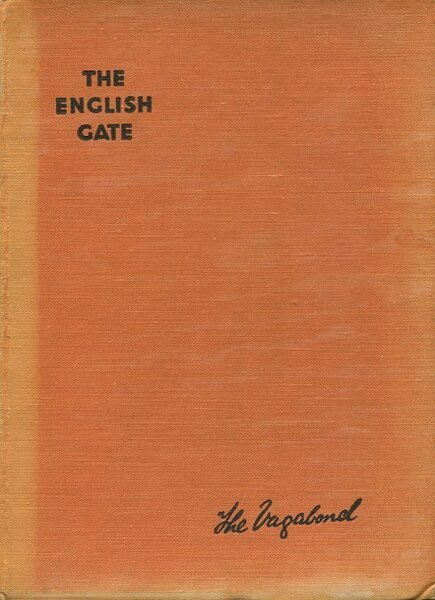 THE
ENGLISH
GATE
The Vagabond